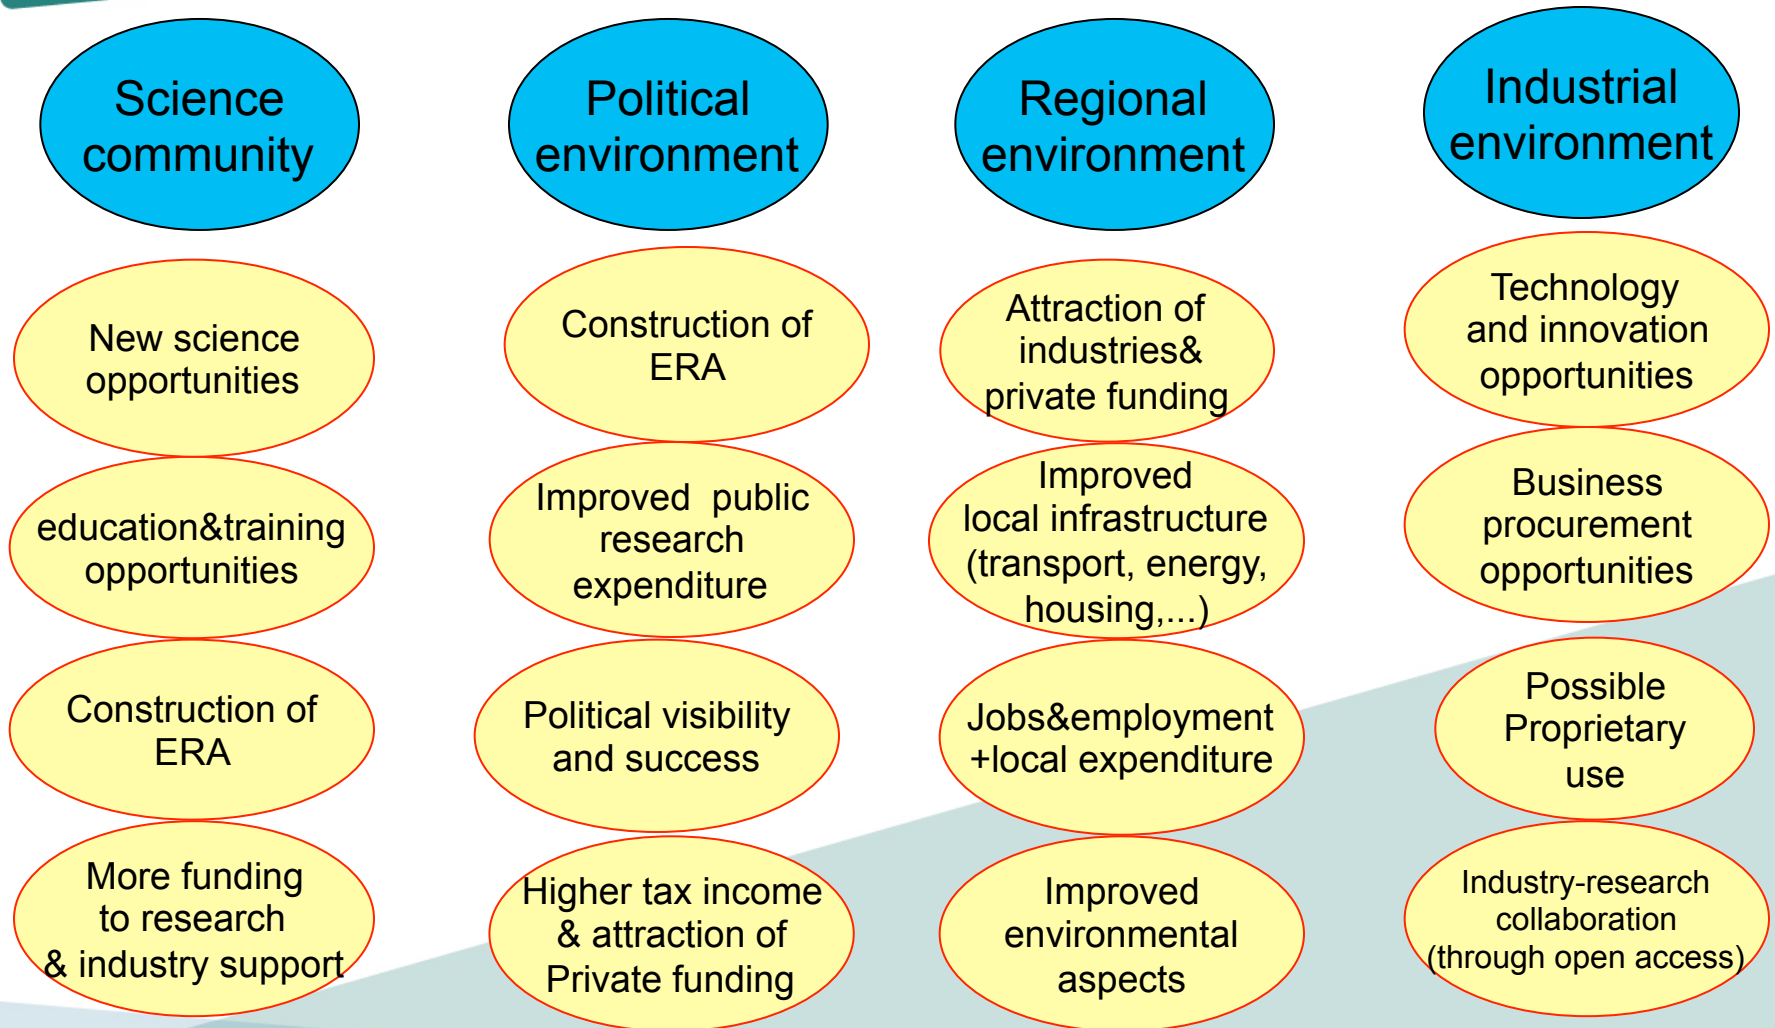 Science
community
New science
opportunities
education&training
opportunities
Construction of
ERA
More funding
to research
& industry support
Political
environment
Construction of
ERA
Improved  public
research
expenditure
Political visibility
and success
Higher tax income
& attraction of
Private funding
Regional
environment
Attraction of
industries&
private funding
Improved
local infrastructure
(transport, energy,
housing,...)
Jobs&employment
+local expenditure
Improved
environmental
aspects
Industrial
environment
Technology
and innovation
opportunities
Business
procurement
opportunities
Possible
Proprietary
use
Industry-research
collaboration
(through open access)